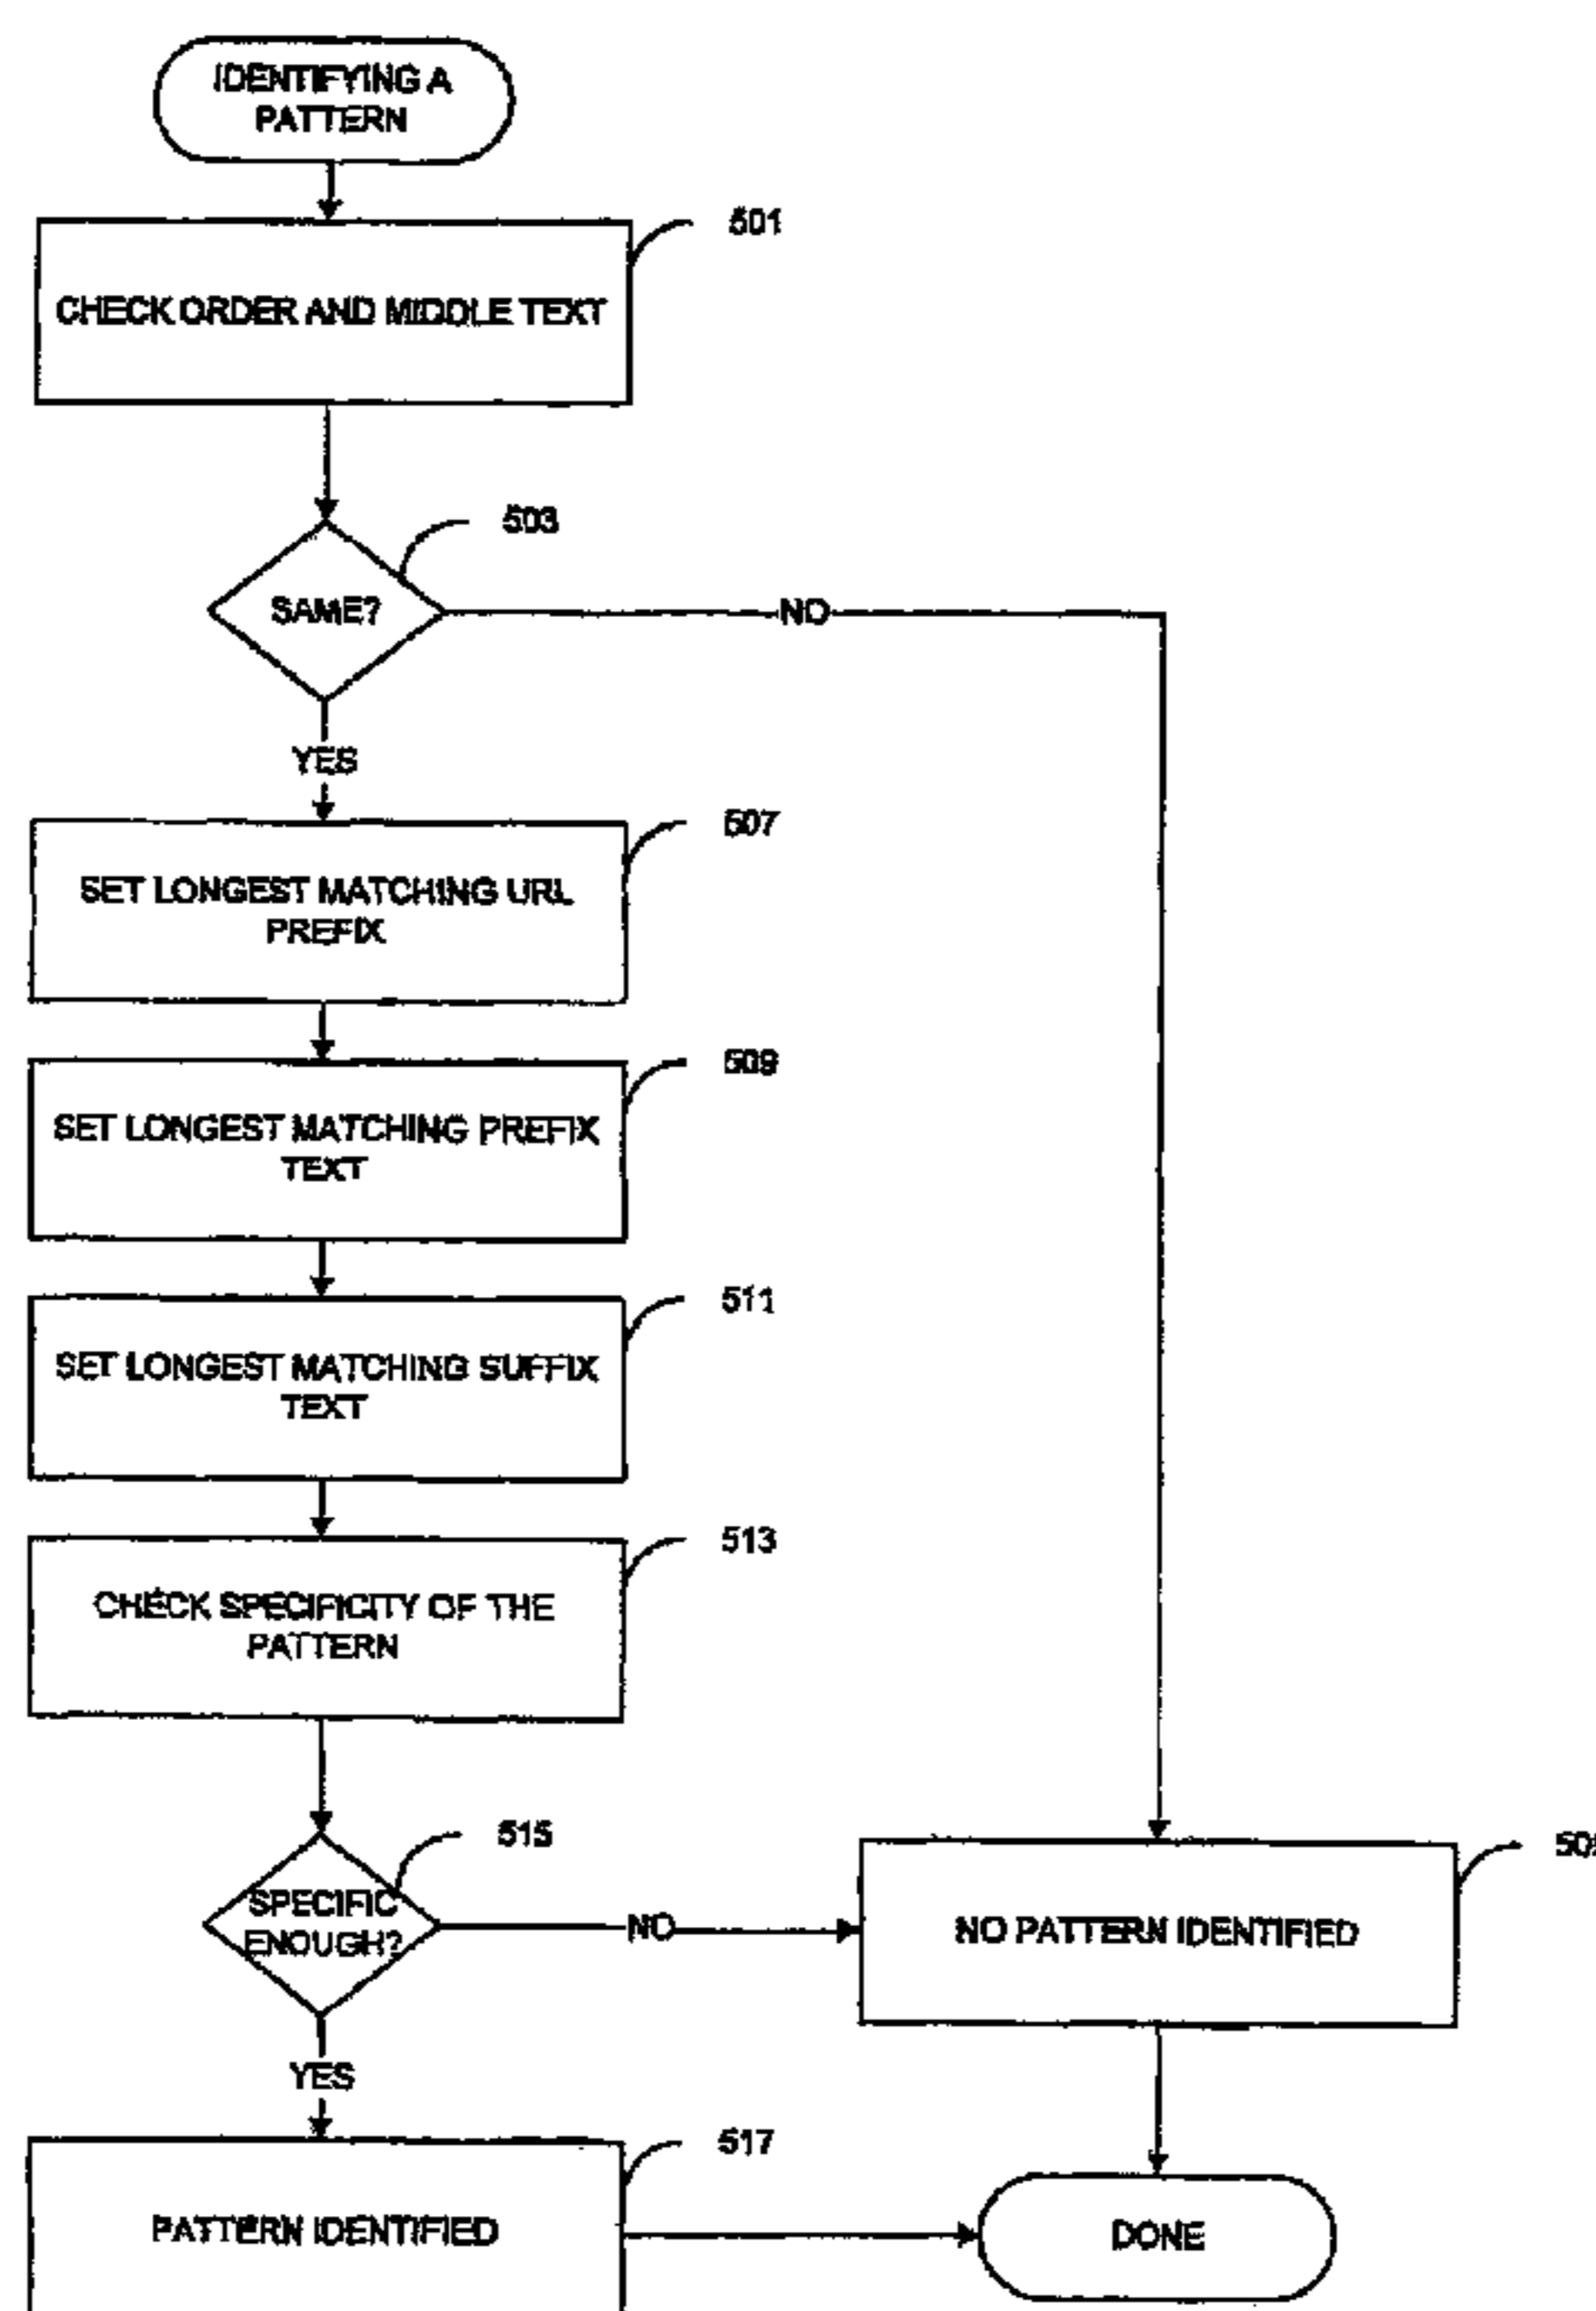 IDENTIFYING A
PATTERN
501
CHECK ORDER AND MIDDLE TEXT
503
SAME?
NO
YES
507
SET LONGEST MATCHING URL
PREFIX
509
SET LONGEST MATCHING PREFIX
TEXT
511
SET LONGEST MATCHING SUFFIX
TEXT
513
CHECK SPECIFICITY OF THE
PATTERN
515
SPECIFIC
ENOUGH?
NO
NO PATTERN IDENTIFIED
YES
517
PATTERN IDENTIFIED
DONE